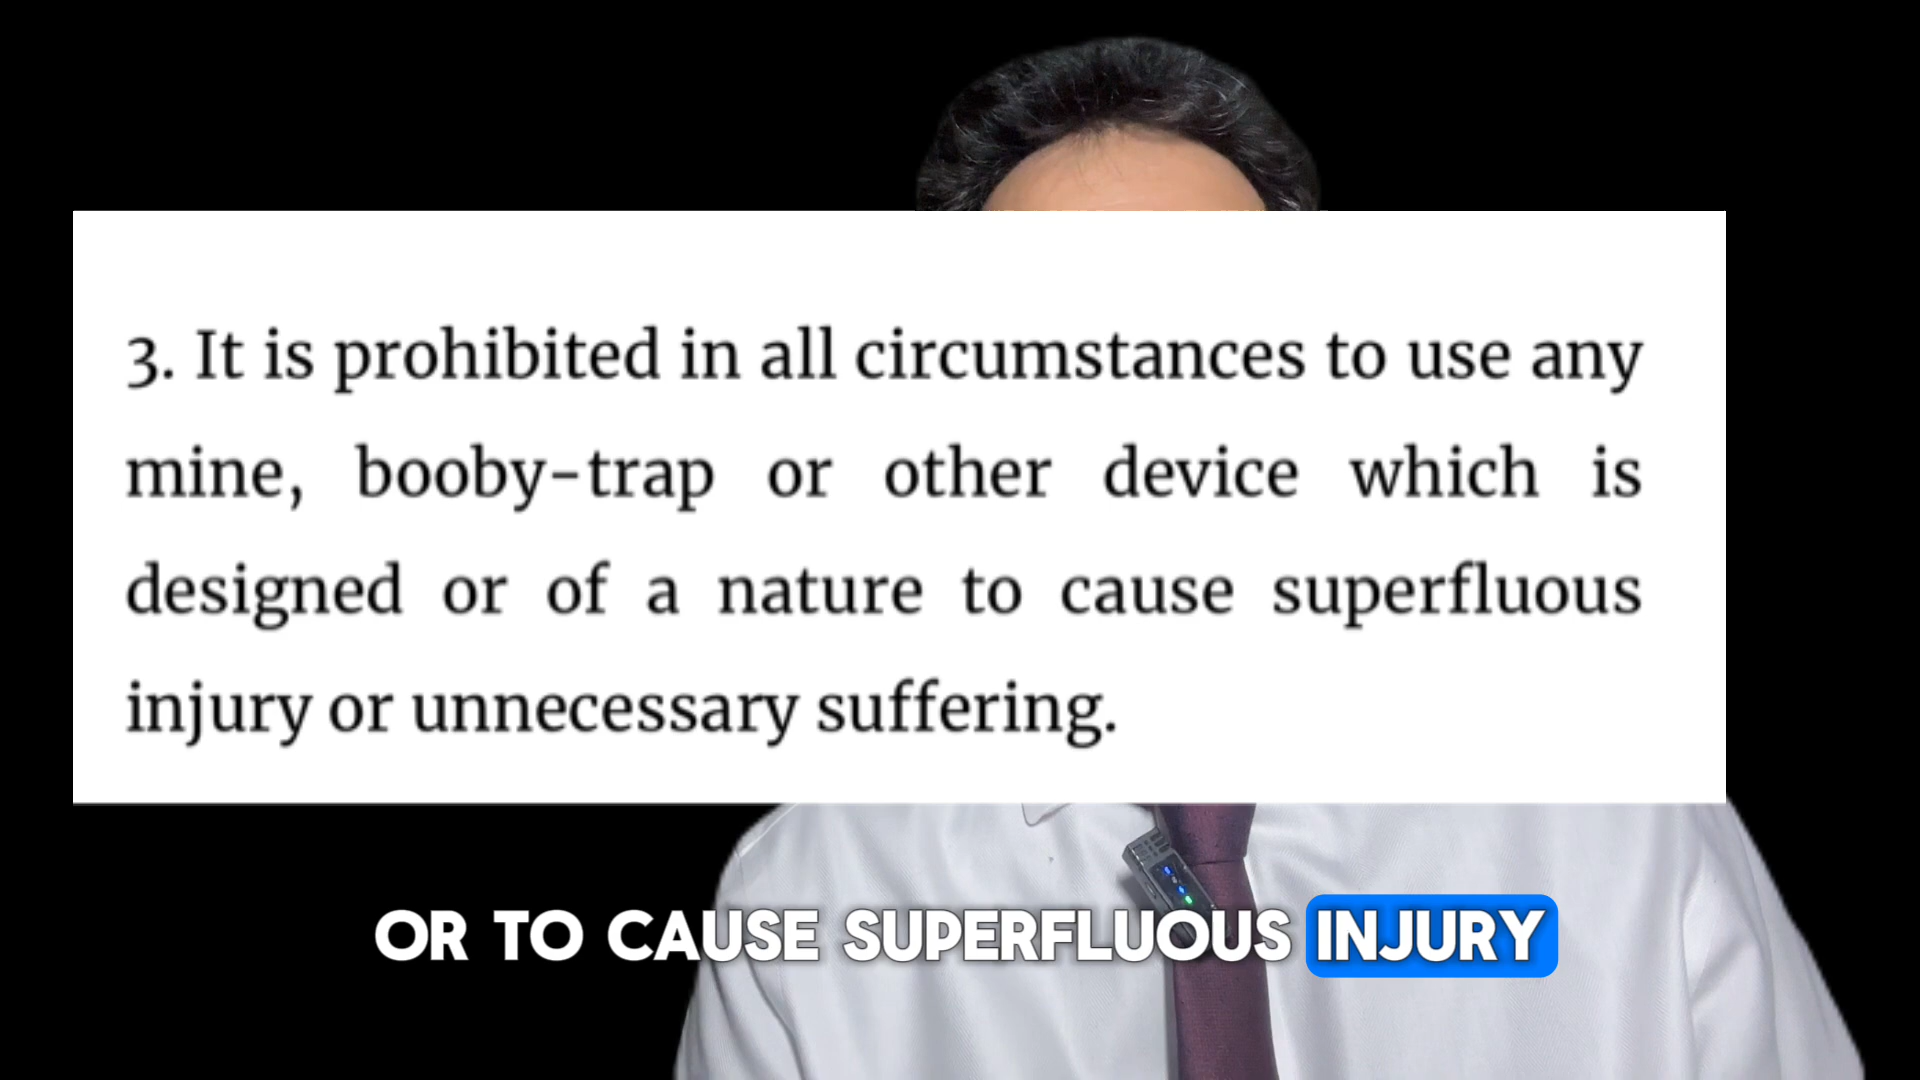 3. It is prohibited in all circumstances to use any
mine, booby-trap or other device which is
designed or of a nature to cause superfluous
injury or unnecessary suffering.
OR TO CAUSE SUPERFLUOUS INJURY